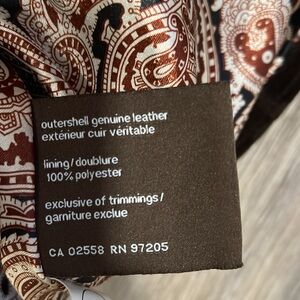 outershell genuine leather
extérieur cuir véritable
lining/doublure
100% polyester
exclusive of trimmings/
garniture exclue
CA 02558 RN 97205